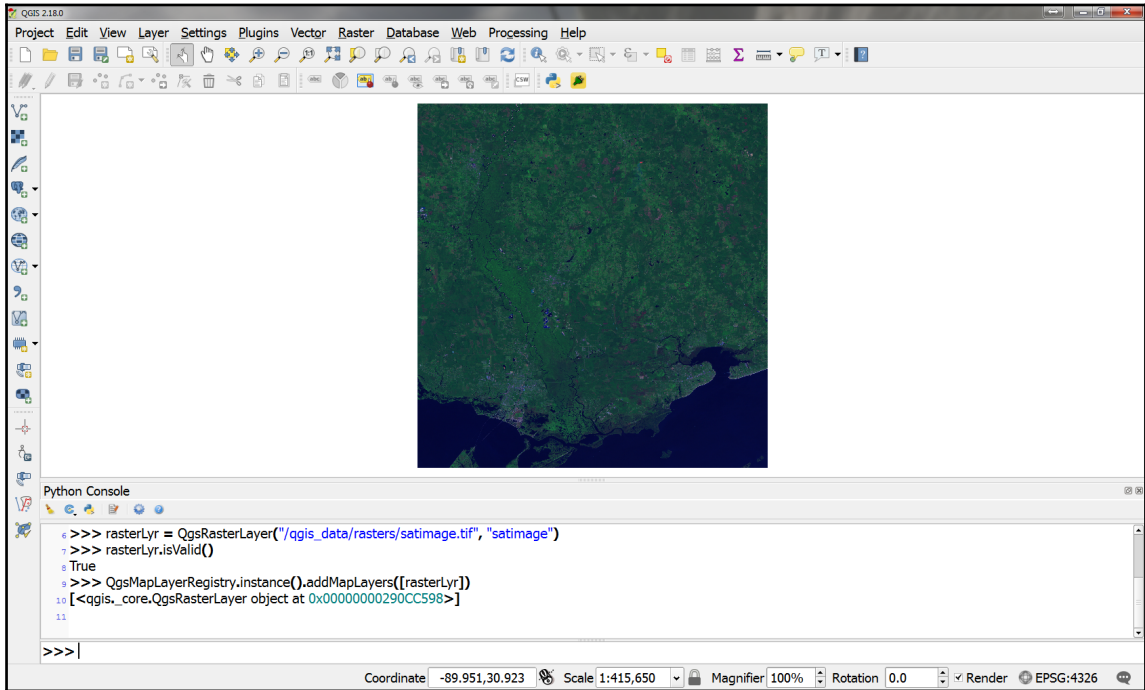 QGIS 2.18.0
Project Edit View Layer Settings Plugins Vector Raster Database Web Processing Help
CSW
Python Console
6 >>> rasterLyr = QgsRasterLayer("/qgis_data/rasters/satimage.tif", "satimage")
7 >>> rasterLyr.isValid()
8 True
9 >>> QgsMapLayerRegistry.instance().addMapLayers([rasterLyr])
10 [<qgis._core.QgsRasterLayer object at 0x00000000290CC598>]
11
>>>
Coordinate -89.951,30.923 Scale 1:415,650 Magnifier 100% Rotation 0.0 Render EPSG:4326